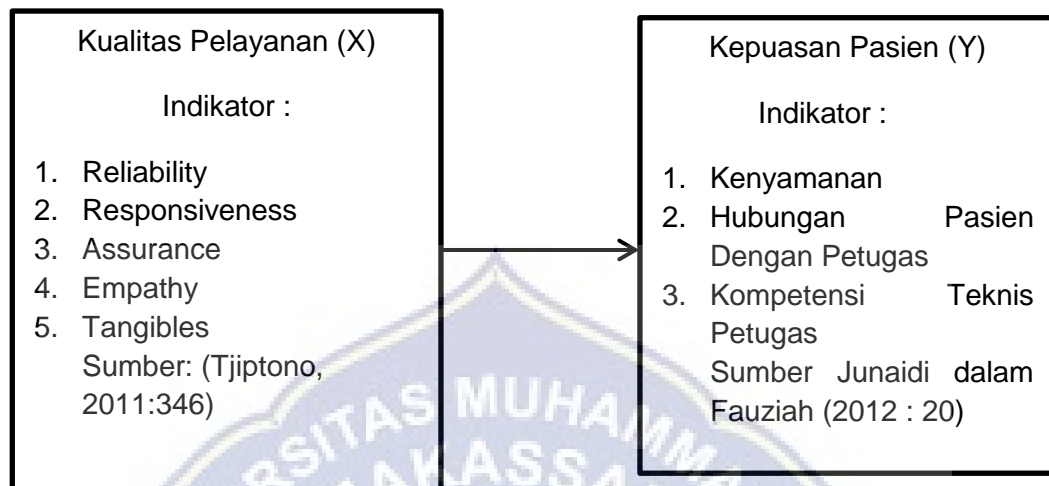 Kualitas Pelayanan (X)
Indikator :
1. Reliability
2. Responsiveness
3. Assurance
4. Empathy
5. Tangibles
Sumber: (Tjiptono,
2011:346)
Kepuasan Pasien (Y)
Indikator :
1. Kenyamanan
2. Hubungan Pasien
Dengan Petugas
3. Kompetensi Teknis
Petugas
Sumber Junaidi dalam
Fauziah (2012 : 20)